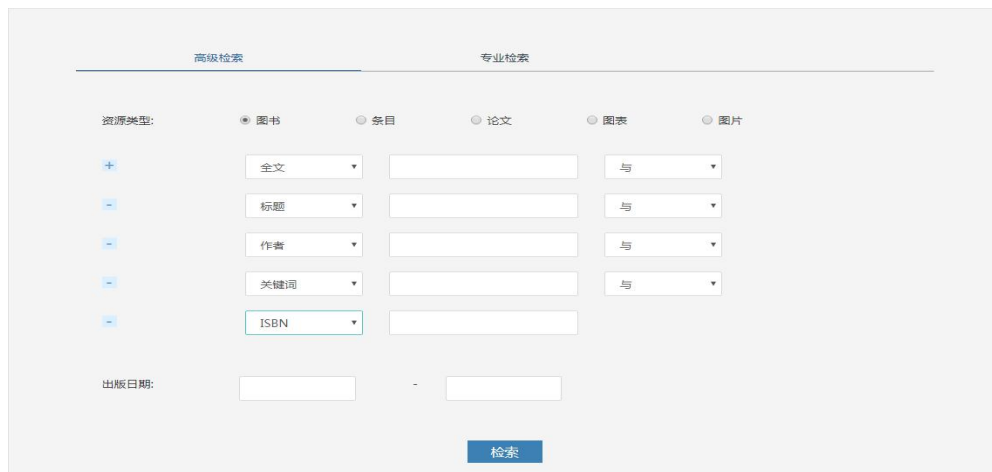 高级检索 专业检索
资源类型: 图书 条目 论文 图表 图片
+ 全文 与
- 标题 与
- 作者 与
- 关键词 与
- ISBN
出版日期: -
检索